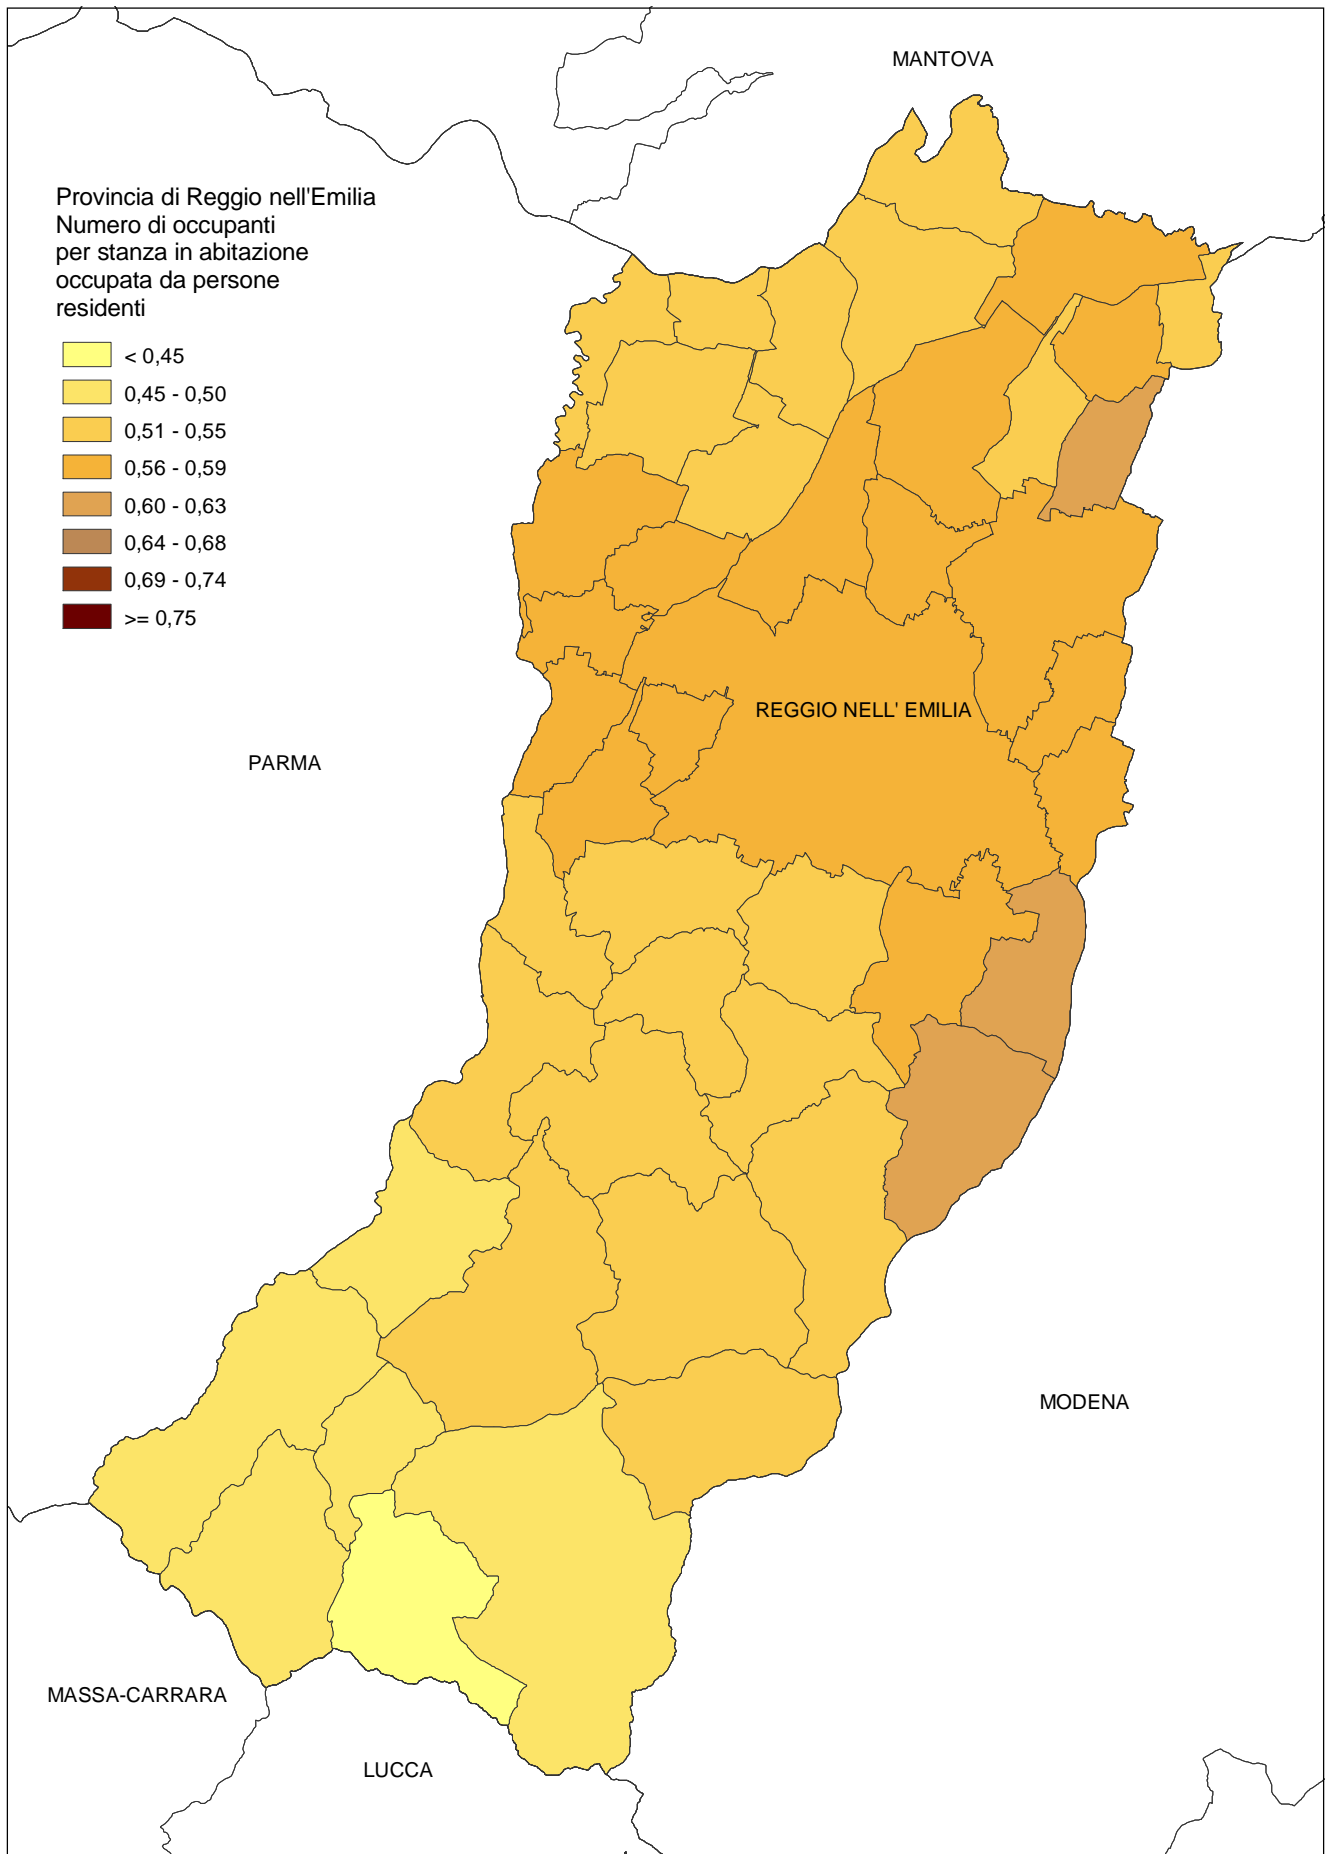 MANTOVA
Provincia di Reggio nell'Emilia
Numero di occupanti
per stanza in abitazione
occupata da persone
residenti
< 0,45
0,45 - 0,50
0,51 - 0,55
0,56 - 0,59
0,60 - 0,63
0,64 - 0,68
0,69 - 0,74
>= 0,75
REGGIO NELL' EMILIA
PARMA
MODENA
MASSA-CARRARA
LUCCA